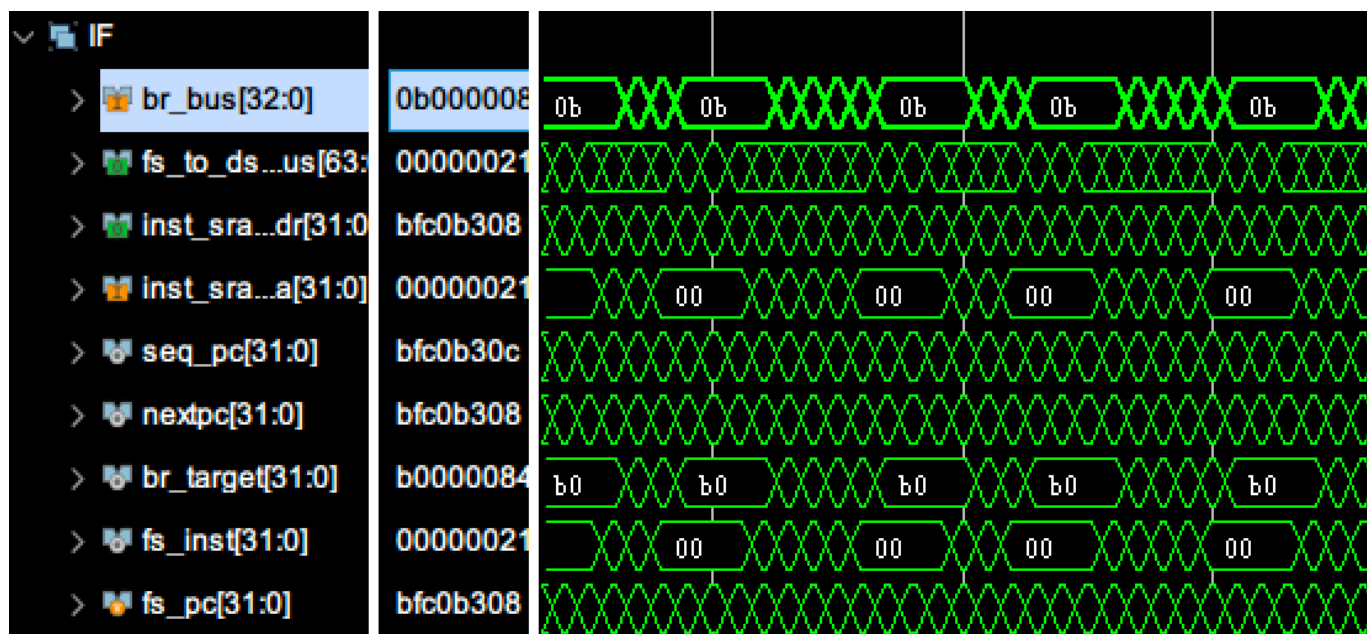 IF
br_bus[32:0] 0b000008 0b 0b 0b 0b 0b
fs_to_ds...us[63: 00000021
inst_sra...dr[31:0 bfc0b308
inst_sra...a[31:0] 00000021 00 00 00 00
seq_pc[31:0] bfc0b30c
nextpc[31:0] bfc0b308
br_target[31:0] b0000084 b0 b0 b0 b0 b0
fs_inst[31:0] 00000021 00 00 00 00
fs_pc[31:0] bfc0b308